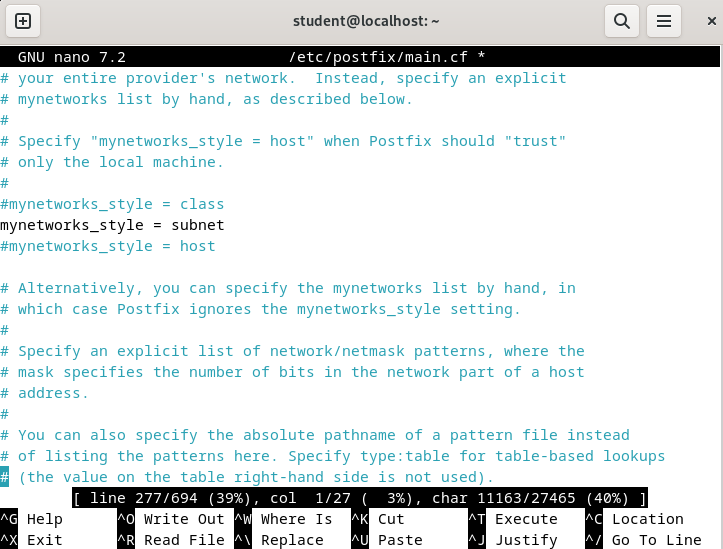 student@localhost: ~
GNU nano 7.2 /etc/postfix/main.cf *
# your entire provider's network.  Instead, specify an explicit
# mynetworks list by hand, as described below.
#
# Specify "mynetworks_style = host" when Postfix should "trust"
# only the local machine.
#
#mynetworks_style = class
mynetworks_style = subnet
#mynetworks_style = host
# Alternatively, you can specify the mynetworks list by hand, in
# which case Postfix ignores the mynetworks_style setting.
#
# Specify an explicit list of network/netmask patterns, where the
# mask specifies the number of bits in the network part of a host
# address.
#
# You can also specify the absolute pathname of a pattern file instead
# of listing the patterns here. Specify type:table for table-based lookups
# (the value on the table right-hand side is not used).
[ line 277/694 (39%), col  1/27 (  3%), char 11163/27465 (40%) ]
^G Help ^O Write Out ^W Where Is ^K Cut ^T Execute ^C Location
^X Exit ^R Read File ^\ Replace ^U Paste ^J Justify ^/ Go To Line